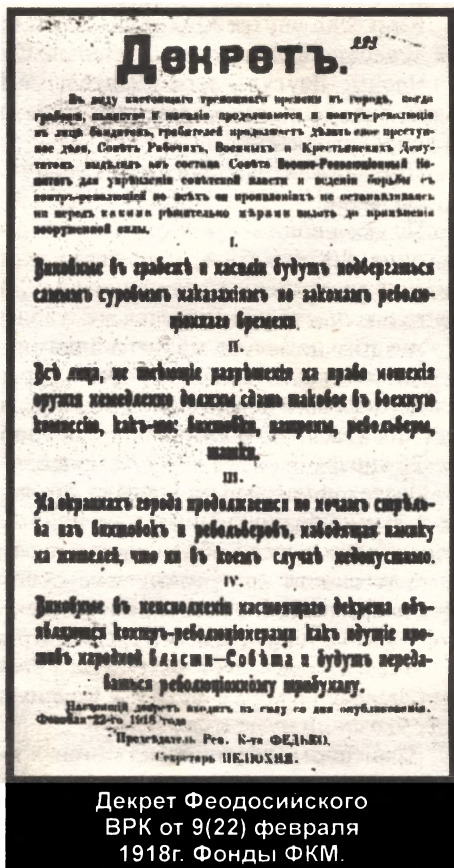 Декретъ.
Въ виду настоящаго тревожнаго времени въ городѣ, когда
грабежи, пьянство и насилія продолжаются и контръ-революція
въ лицѣ бандитовъ, грабителей продолжаетъ дѣлать свое преступ-
ное дѣло, Совѣтъ Рабочихъ, Военныхъ и Крестьянскихъ Депу-
татовъ выдѣлилъ изъ состава Совѣта Военно-Революціонный Ко-
митетъ для укрѣпленія совѣтской власти и веденія борьбы съ
контръ-революціей во всѣхъ ея проявленіяхъ не останавливаясь
ни передъ какими рѣшительно мѣрами вплоть до примѣненія
вооруженной силы.
I.
Виновные въ грабежѣ и насиліи будутъ подвергаться
самымъ суровымъ наказаніямъ по законамъ револю-
ціоннаго времени.
II.
Всѣ лица, не имѣющіе разрѣшенія на право ношенія
оружія немедленно должны сдать таковое въ военную
комиссію, какъ-то: винтовки, патроны, револьверы,
шашки.
III.
На окраинахъ города продолжается по ночамъ стрѣль-
ба изъ винтовокъ и револьверовъ, наводящая панику
на жителей, что ни въ коемъ случаѣ недопустимо.
IV.
Виновные въ неисполненіи настоящаго декрета объ-
являются контръ-революціонерами какъ идущіе про-
тивъ народной власти—Совѣта и будутъ переда-
ваться революціонному трибуналу.
Настоящій декретъ входитъ въ силу со дня опубликованія.
Февраля 22-го 1918 года
Предсѣдатель Рев. К-та ФЕДЬКО.
Секретарь
Декрет Феодосийского
ВРК от 9(22) февраля
1918г. Фонды ФКМ.